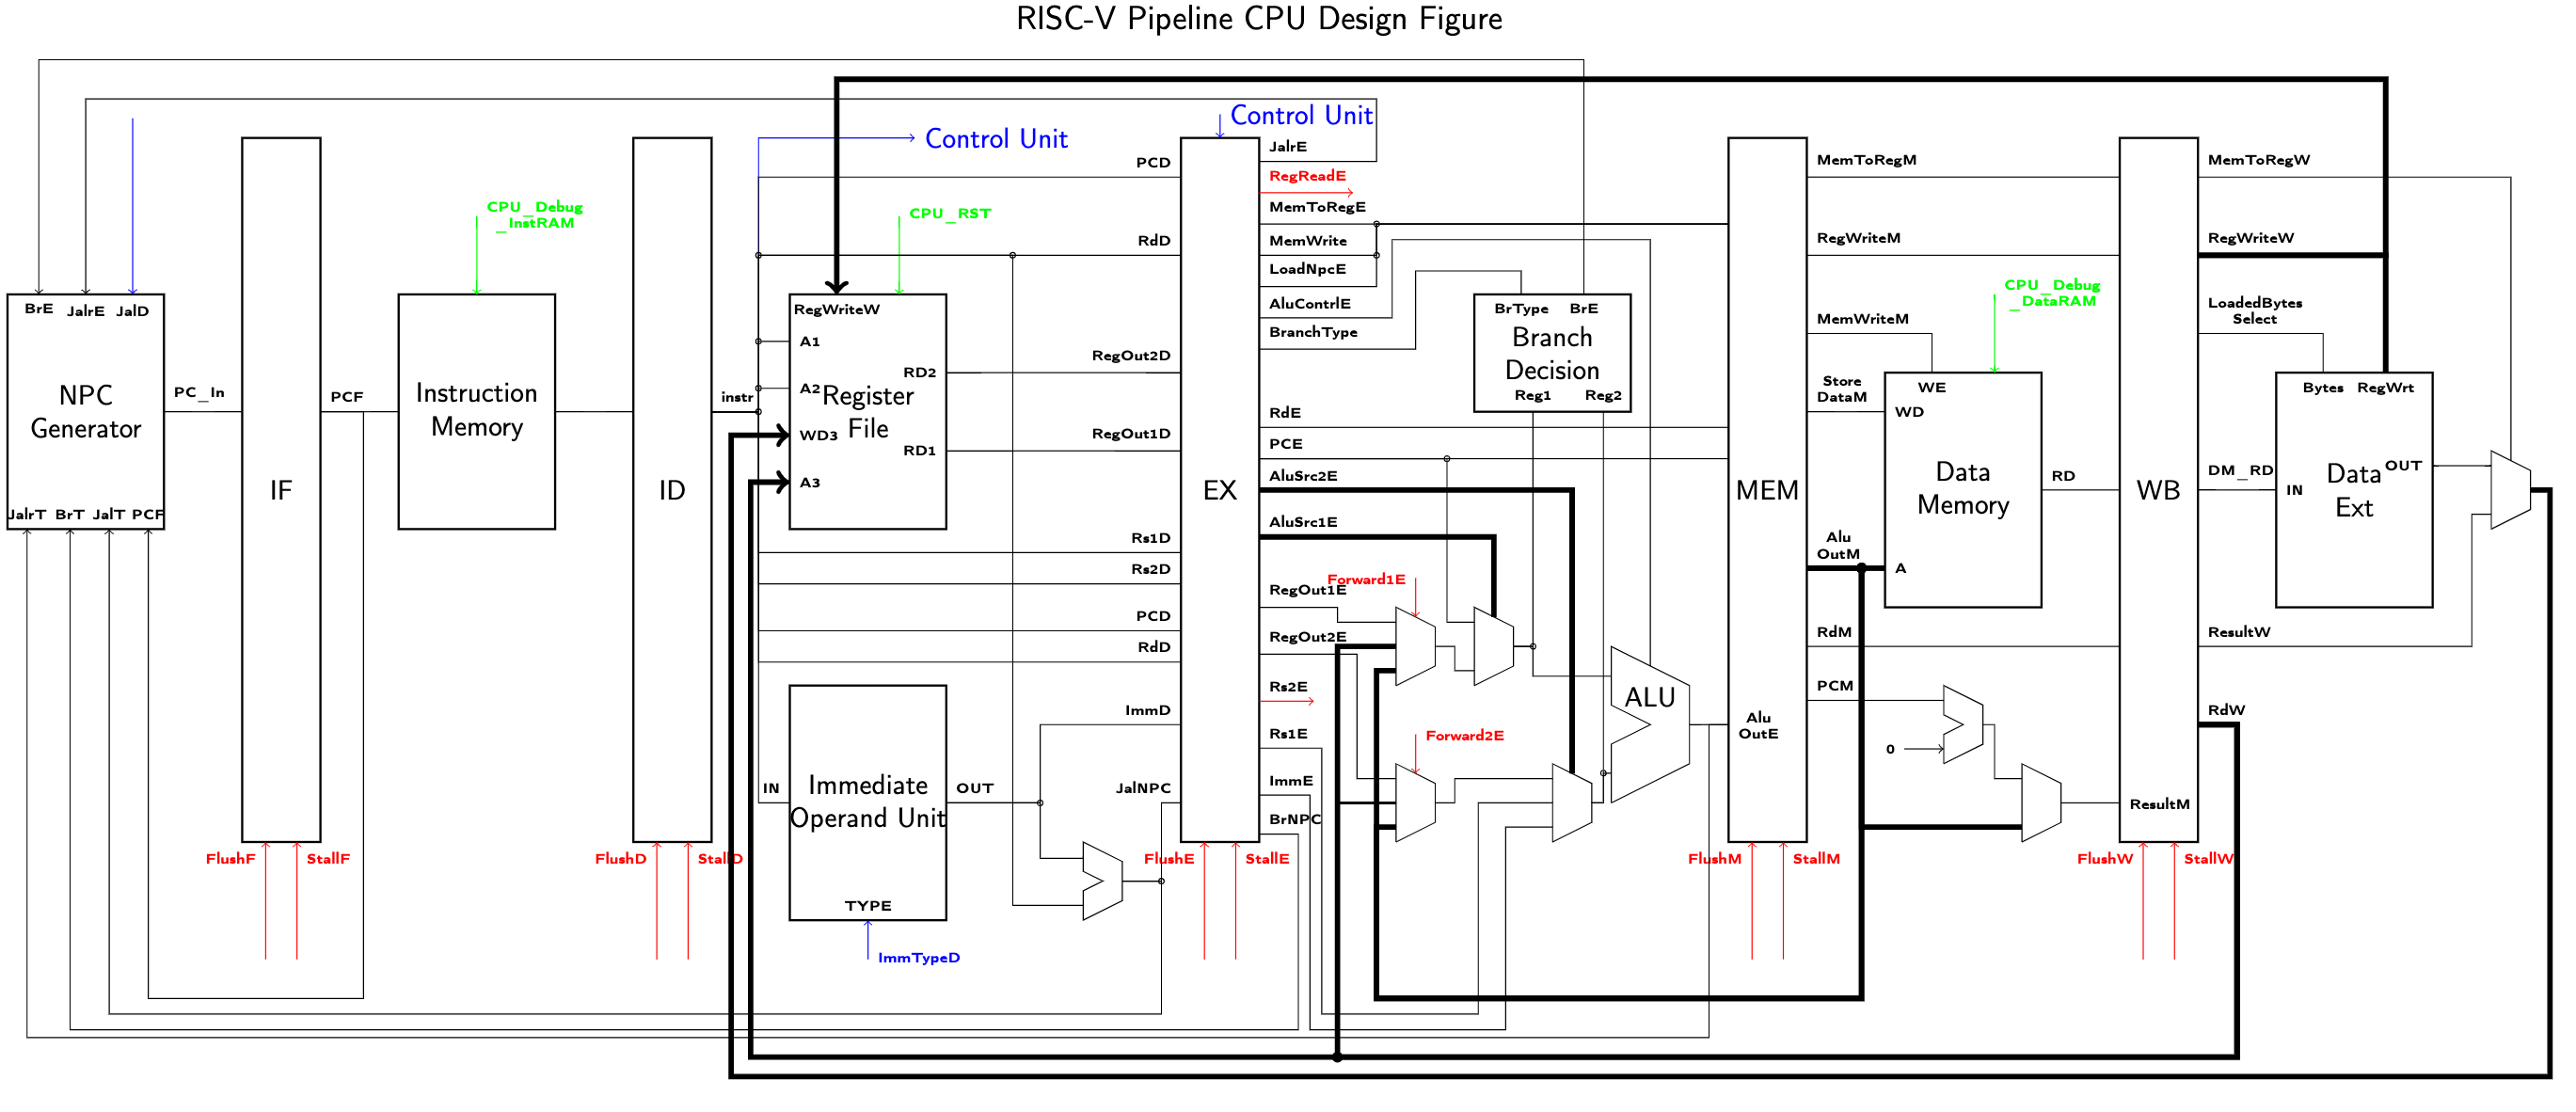 RISC-V Pipeline CPU Design Figure
Control Unit
Control Unit
BrE JalrE JalD
NPC
Generator
JalrT BrT JalT PCF
PC_In
IF
FlushF
StallF
PCF
CPU_Debug
_InstRAM
Instruction
Memory
ID
FlushD
StallD
instr
CPU_RST
RegWriteW
A1
A2
WD3
A3
RD2
RD1
Register
File
IN
OUT
Immediate
Operand Unit
TYPE
ImmTypeD
PCD
RdD
RegOut2D
RegOut1D
Rs1D
Rs2D
PCD
RdD
ImmD
JalNPC
EX
FlushE
StallE
JalrE
RegReadE
MemToRegE
MemWrite
LoadNpcE
AluContrlE
BranchType
RdE
PCE
AluSrc2E
AluSrc1E
RegOut1E
RegOut2E
Rs2E
Rs1E
ImmE
BrNPC
Forward1E
Forward2E
BrType BrE
Branch
Decision
Reg1 Reg2
ALU
MEM
Alu
OutE
FlushM
StallM
MemToRegM
RegWriteM
MemWriteM
Store
DataM
Alu
OutM
RdM
PCM
0
CPU_Debug
_DataRAM
WE
WD
Data
Memory
A
RD
WB
ResultM
FlushW
StallW
MemToRegW
RegWriteW
LoadedBytes
Select
DM_RD
ResultW
RdW
Bytes RegWrt
OUT
IN
Data
Ext